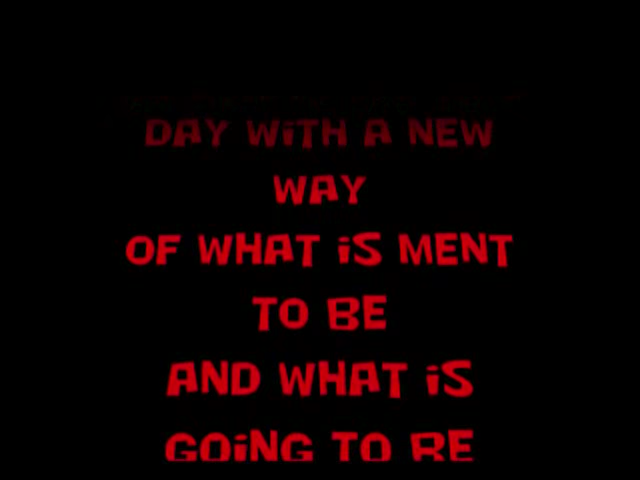 DAY WiTH A NEW
WAY
OF WHAT iS MENT
TO BE
AND WHAT iS
GOiNG TO BE